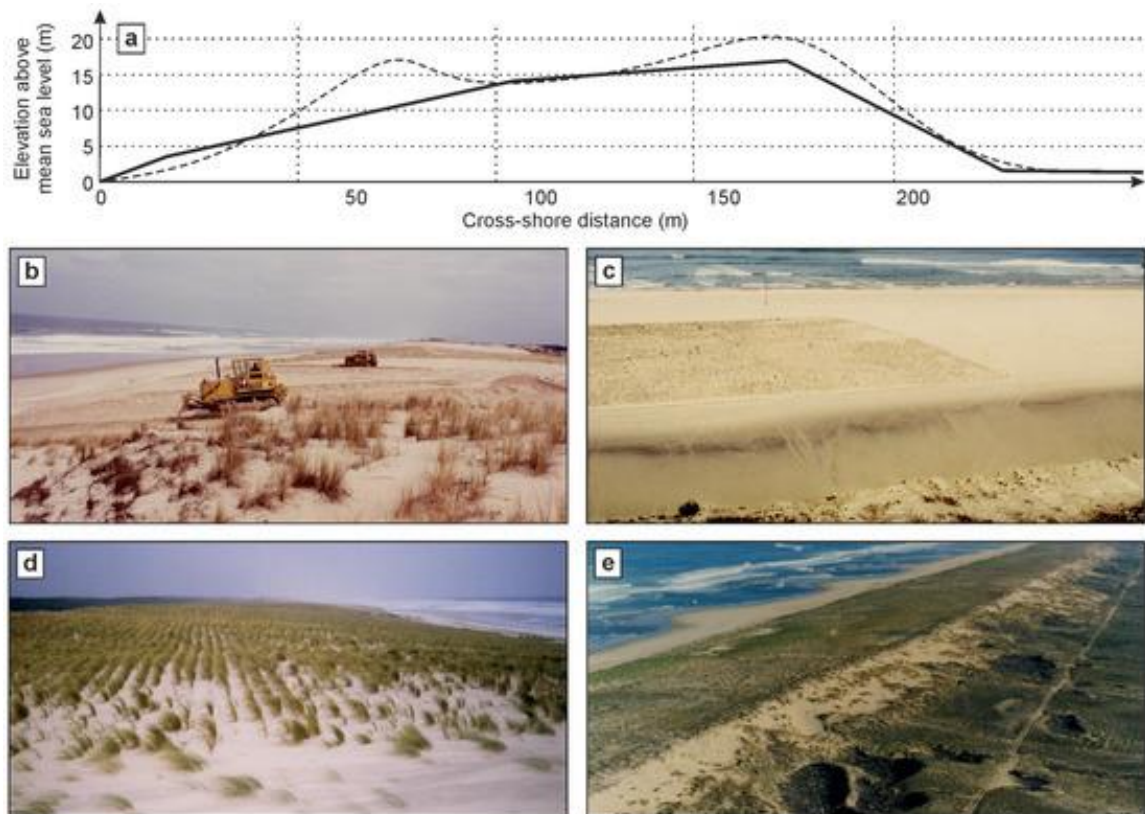 Elevation above
mean sea level (m)
20
15
10
5
0
a
0 50 100 150 200
Cross-shore distance (m)
b
c
d
e